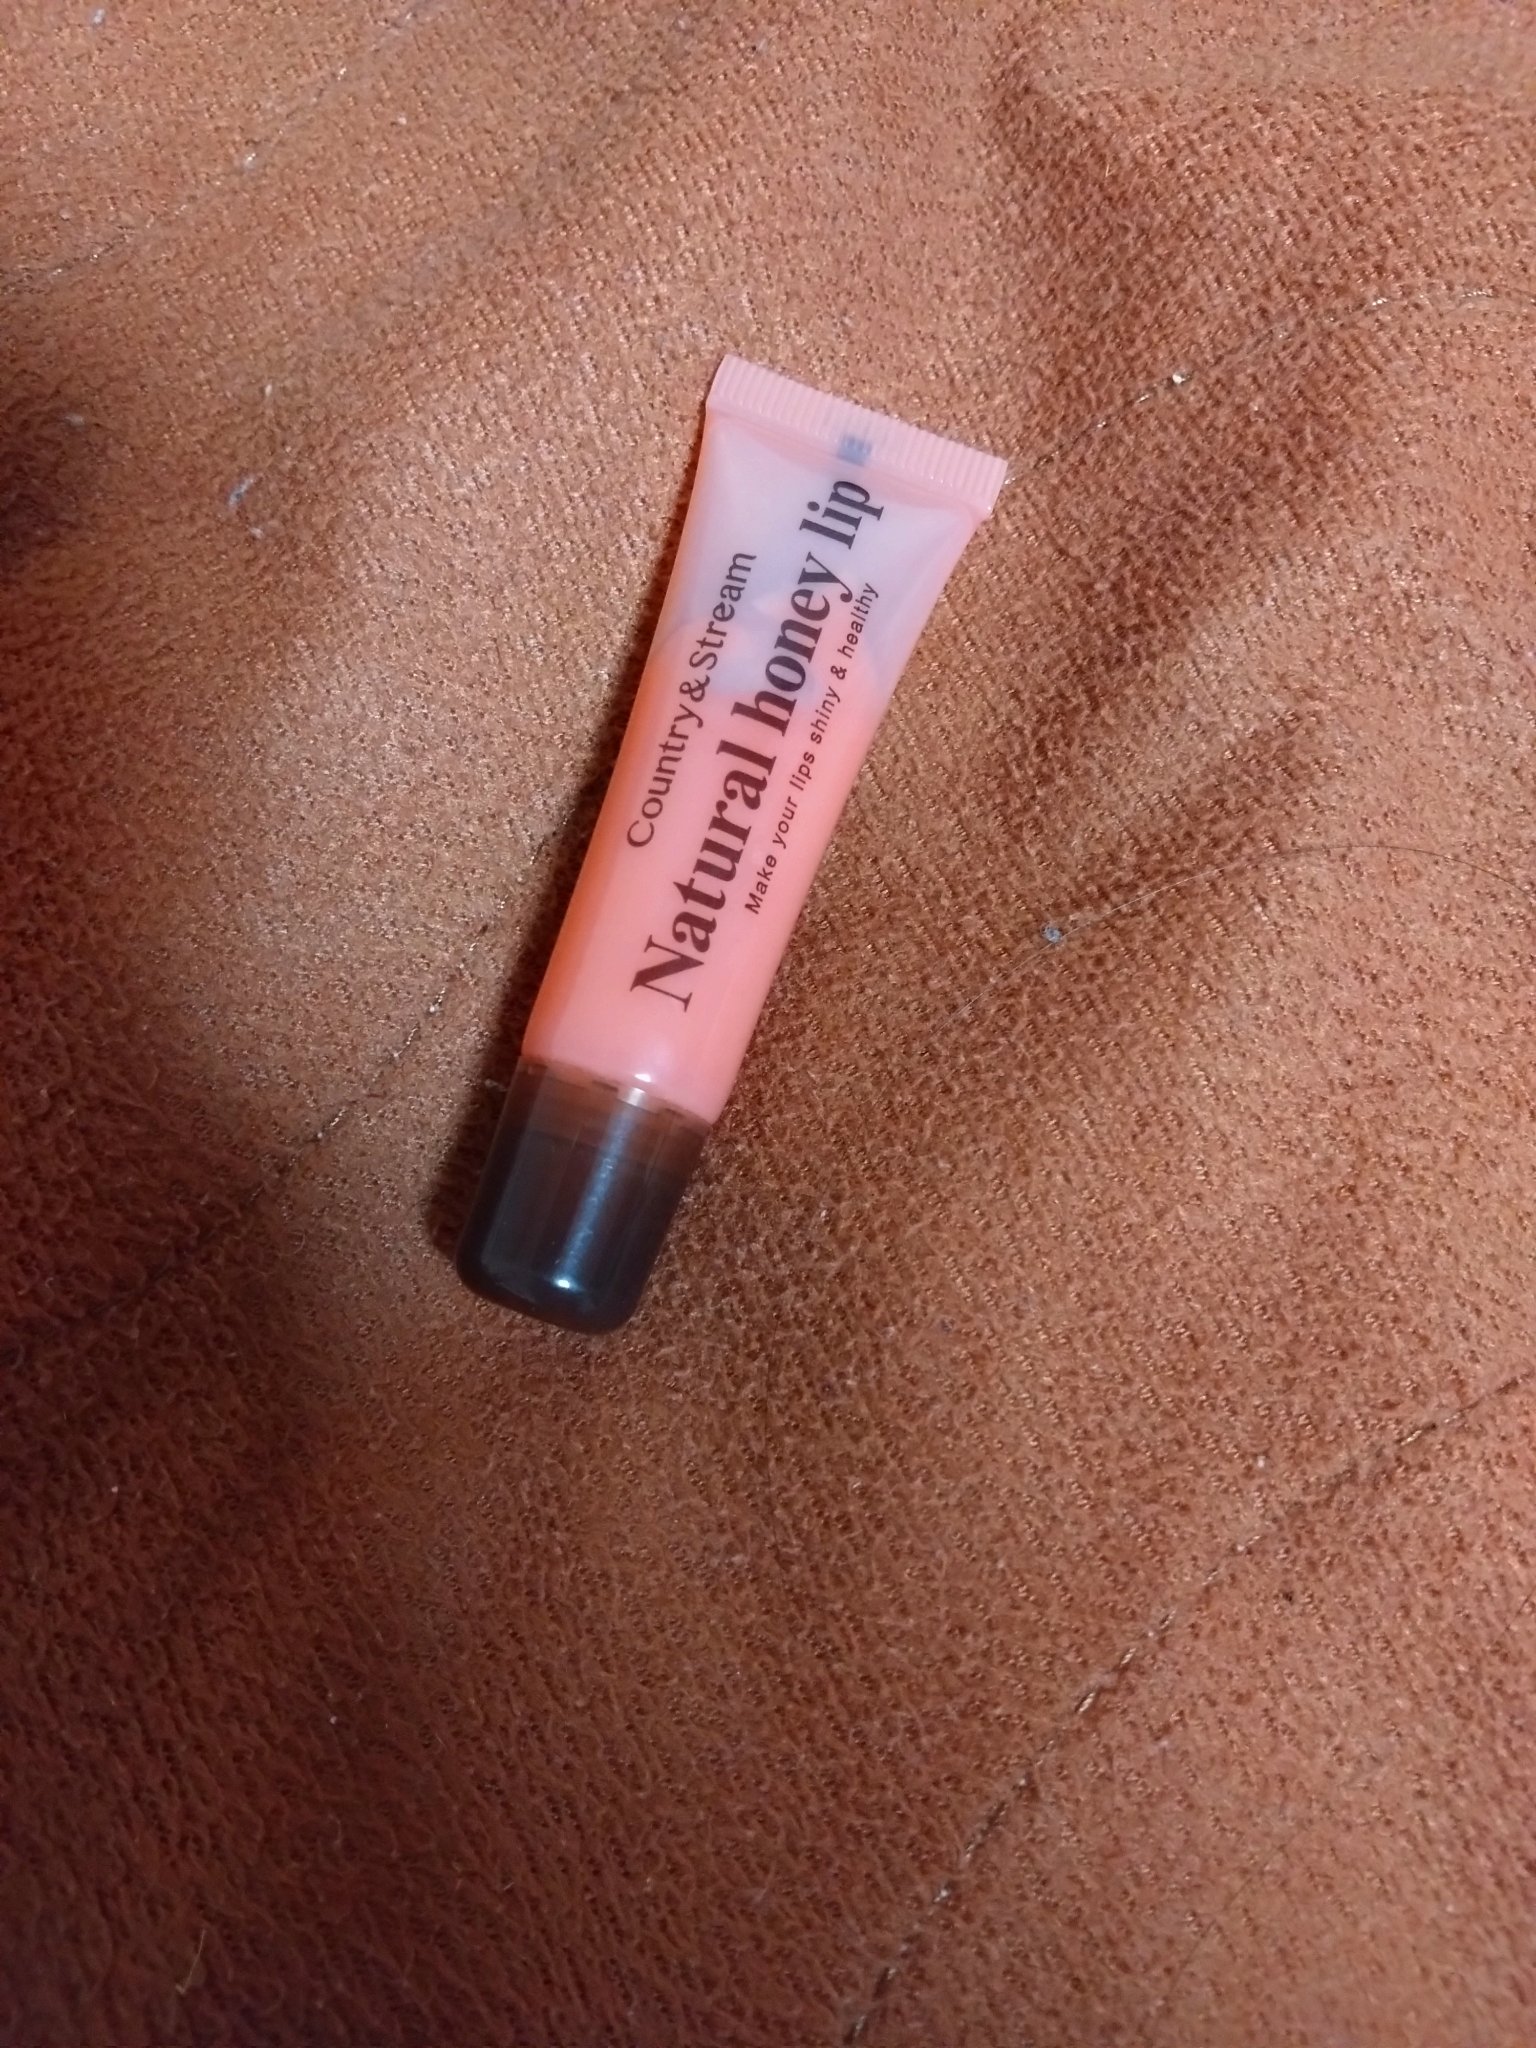 Country & Stream
Natural honey lip
Make your lips shiny & healthy